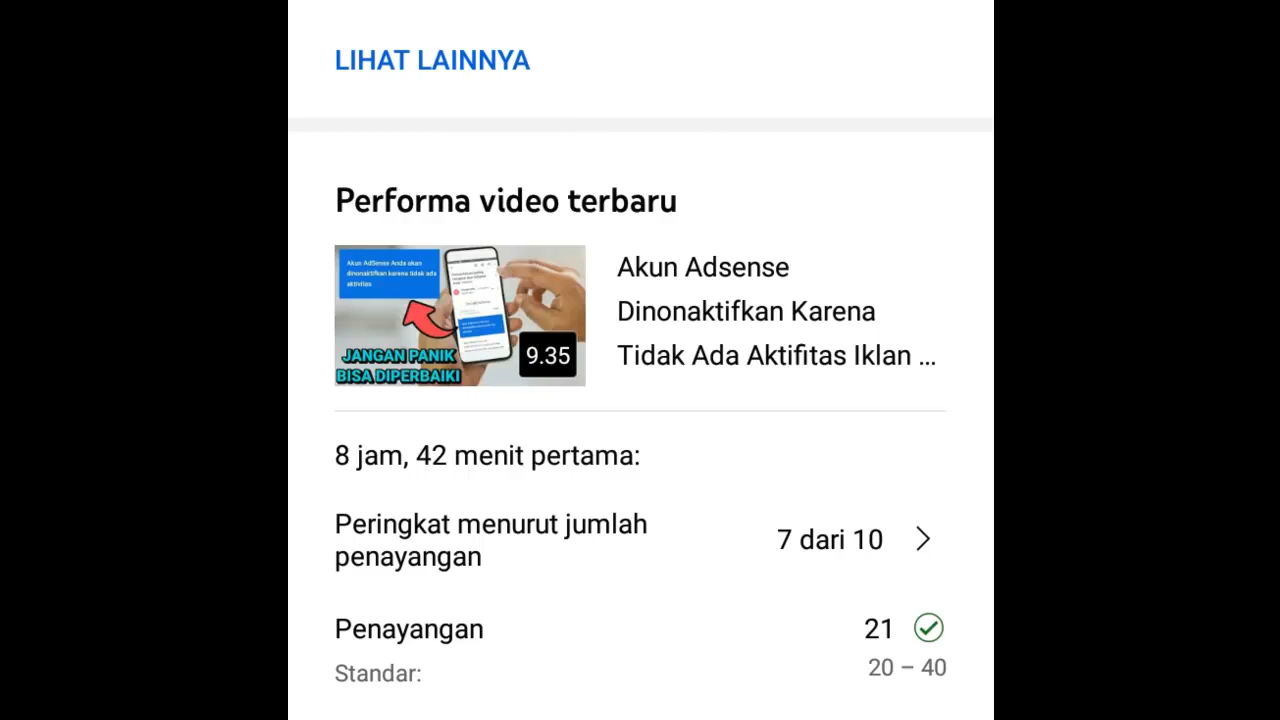 LIHAT LAINNYA
Performa video terbaru
Akun AdSense Anda akan
dinonaktifkan karena tidak ada
aktivitas
JANGAN PANIK
BISA DIPERBAIKI
9.35
Akun Adsense
Dinonaktifkan Karena
Tidak Ada Aktifitas Iklan ...
8 jam, 42 menit pertama:
Peringkat menurut jumlah
penayangan
7 dari 10
Penayangan
21
Standar:
20 – 40